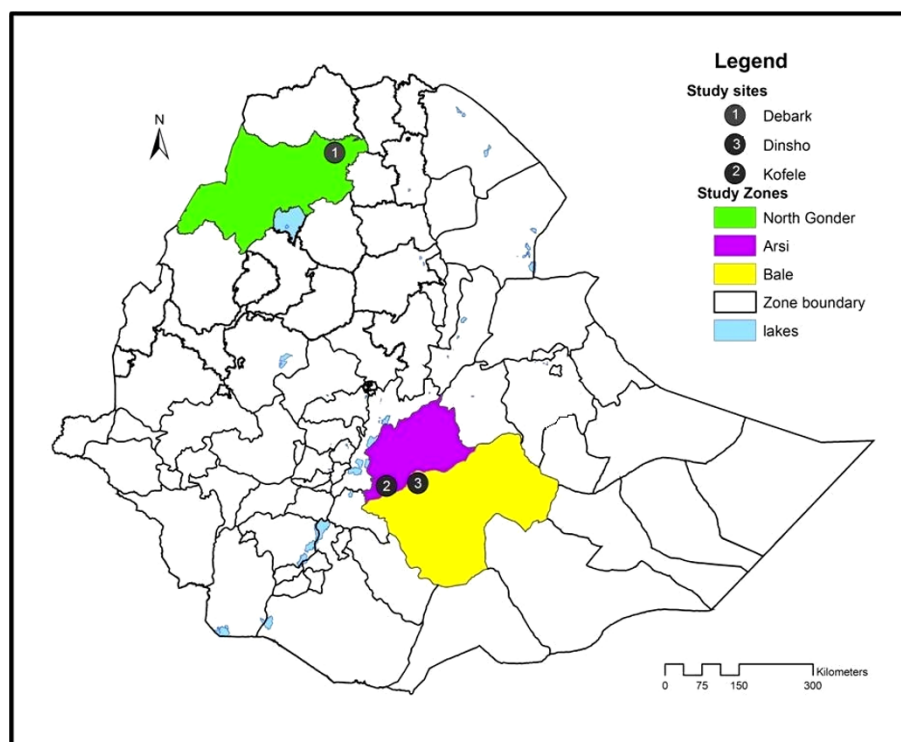 Legend
Study sites
1 Debark
3 Dinsho
2 Kofele
Study Zones
North Gonder
Arsi
Bale
Zone boundary
lakes
N
1
2 3
Kilometers
0 75 150 300